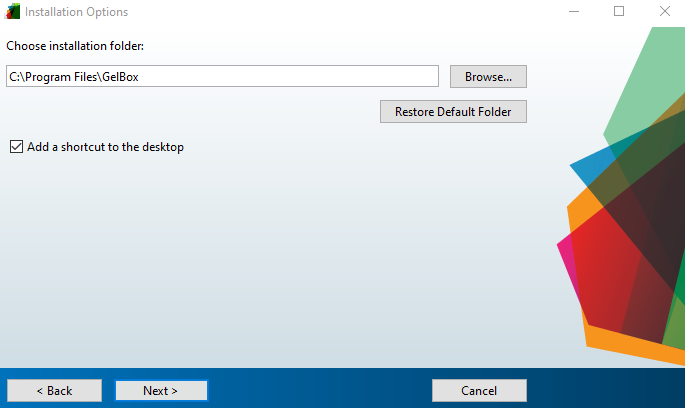 Installation Options
Choose installation folder:
C:\Program Files\GelBox
Browse...
Restore Default Folder
Add a shortcut to the desktop
< Back
Next >
Cancel